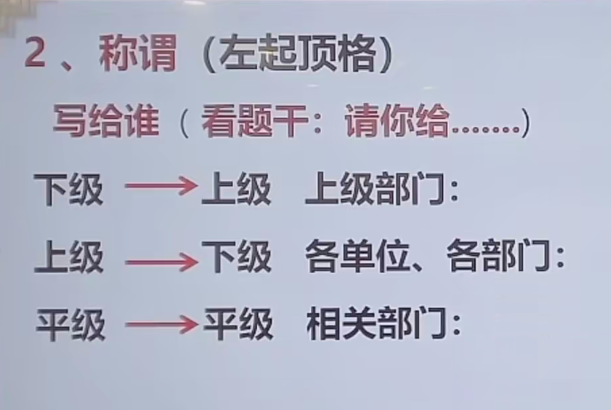 2、称谓（左起顶格）
写给谁（看题干：请你给.......）
下级 → 上级 上级部门：
上级 → 下级 各单位、各部门：
平级 → 平级 相关部门：